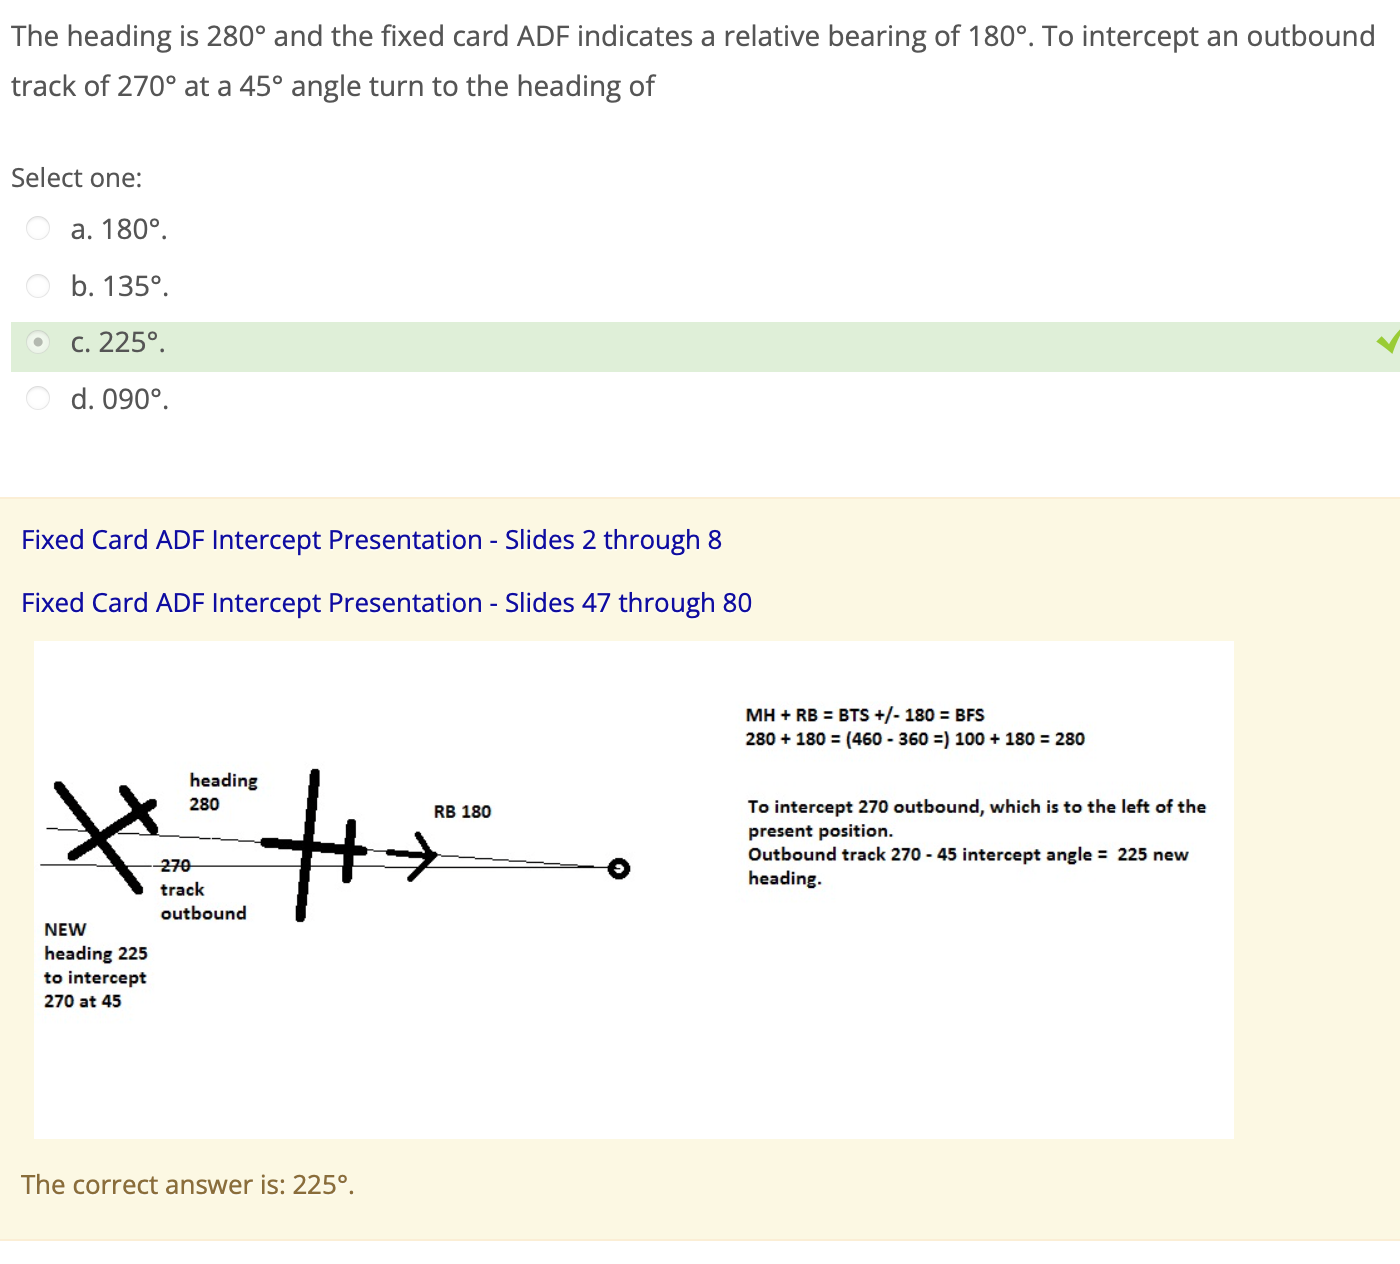 The heading is 280° and the fixed card ADF indicates a relative bearing of 180°. To intercept an outbound
track of 270° at a 45° angle turn to the heading of
Select one:
a. 180°.
b. 135°.
c. 225°.
d. 090°.
Fixed Card ADF Intercept Presentation - Slides 2 through 8
Fixed Card ADF Intercept Presentation - Slides 47 through 80
MH + RB = BTS +/- 180 = BFS
280 + 180 = (460 - 360 =) 100 + 180 = 280
heading
280
RB 180
To intercept 270 outbound, which is to the left of the
present position.
Outbound track 270 - 45 intercept angle = 225 new
heading.
270
track
outbound
NEW
heading 225
to intercept
270 at 45
The correct answer is: 225°.